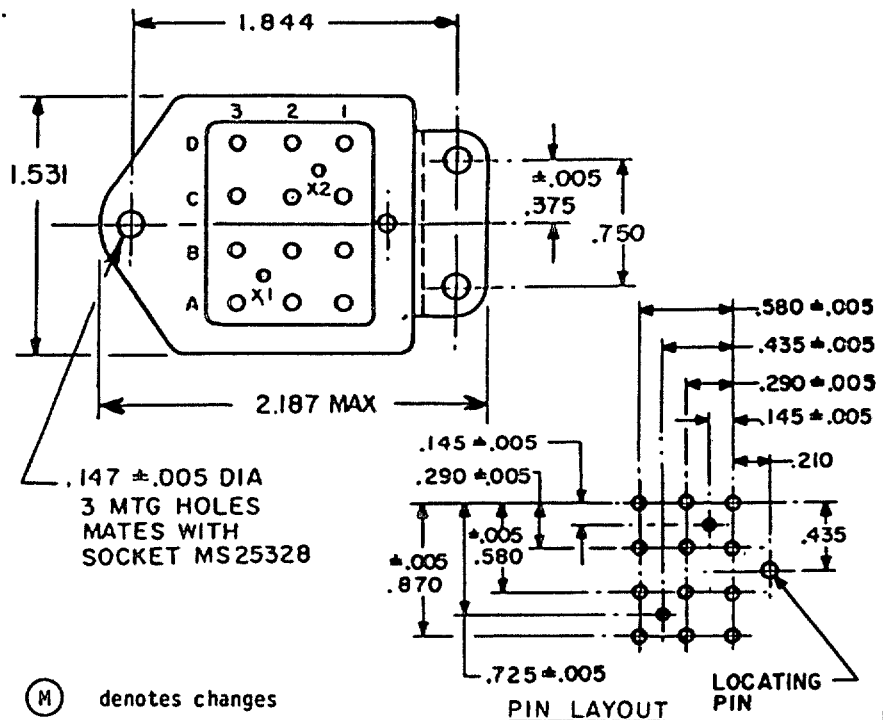 1.844
3 2 1
D
X2
C
1.531
B
X1
A
±.005
.375
.750
2.187 MAX
.147 ±.005 DIA
3 MTG HOLES
MATES WITH
SOCKET MS25328
.580 ±.005
.435 ±.005
.290 ±.005
.145 ±.005
.210
.145 ±.005
.290 ±.005
±.005
.580
±.005
.870
.435
.725 ±.005
LOCATING
PIN
PIN LAYOUT
M denotes changes